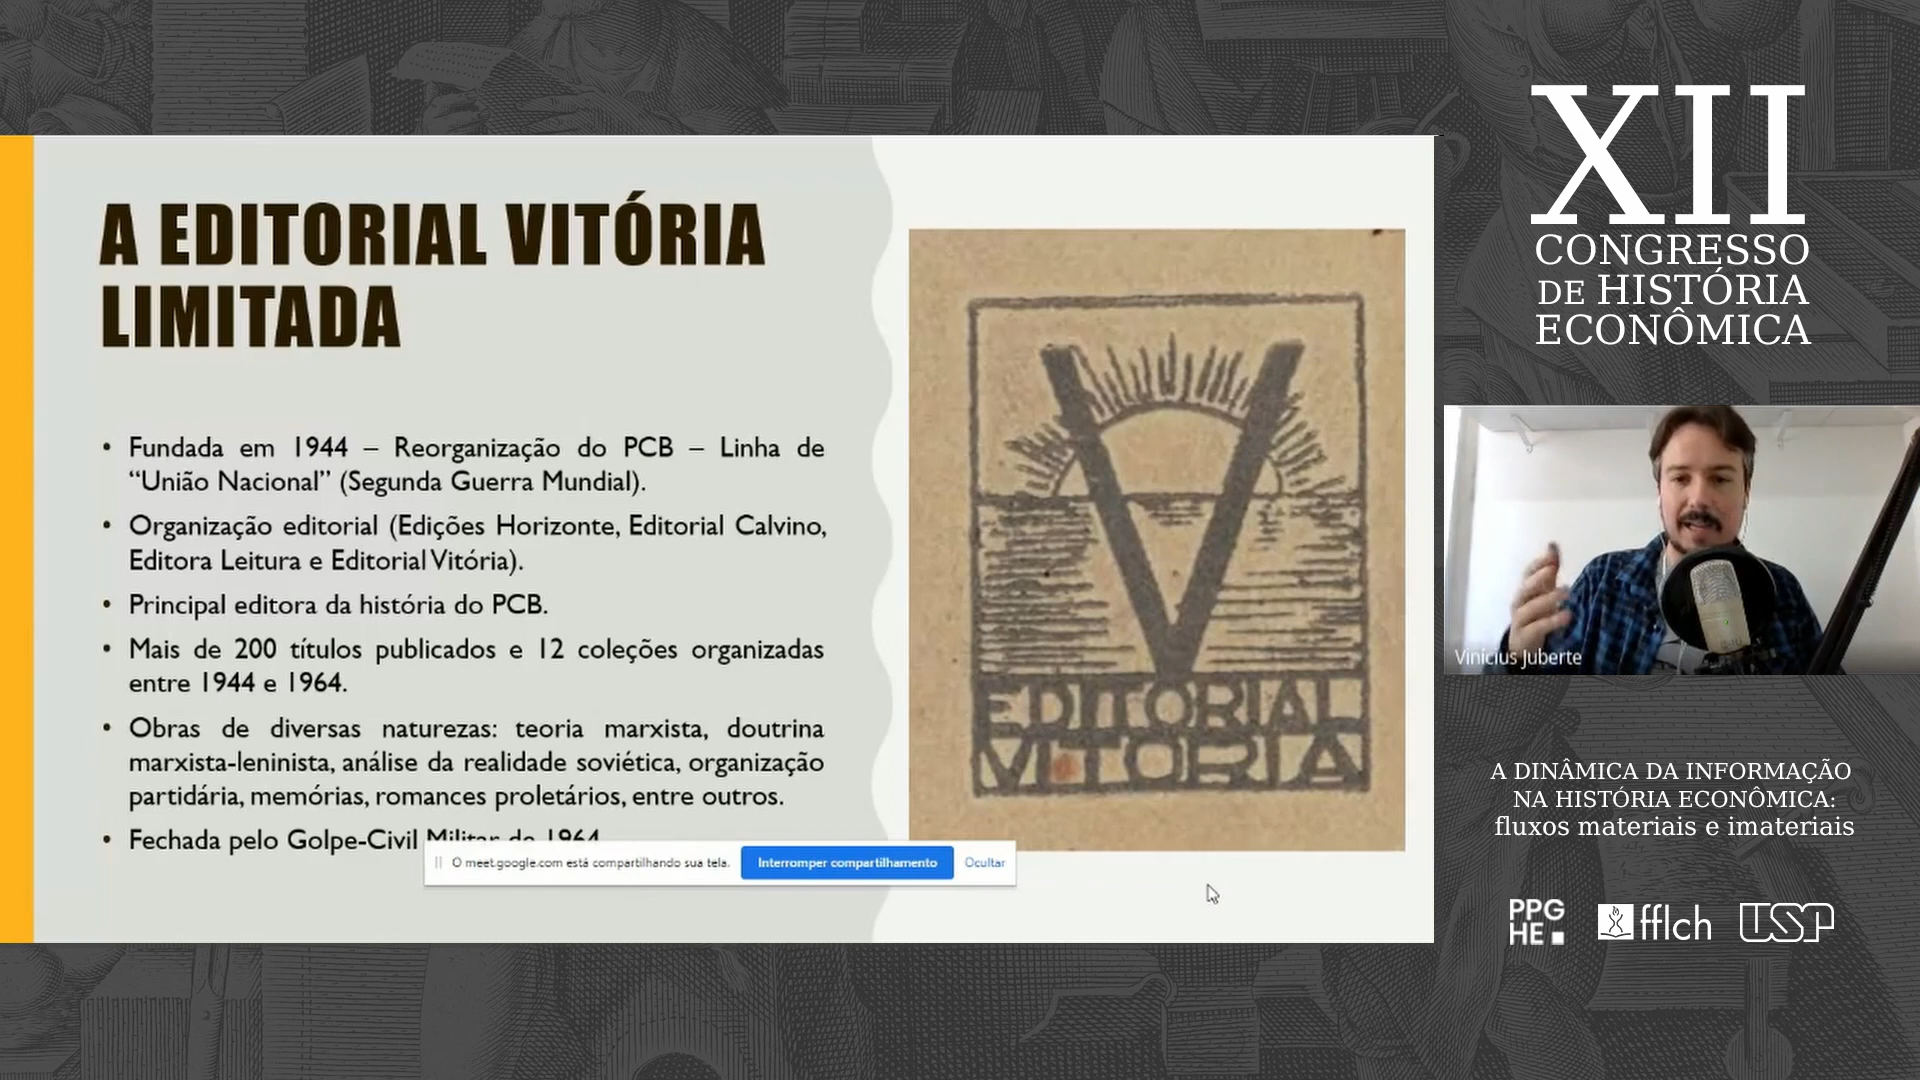 A EDITORIAL VITÓRIA
LIMITADA
• Fundada em 1944 – Reorganização do PCB – Linha de
“União Nacional” (Segunda Guerra Mundial).
• Organização editorial (Edições Horizonte, Editorial Calvino,
Editora Leitura e Editorial Vitória).
• Principal editora da história do PCB.
• Mais de 200 títulos publicados e 12 coleções organizadas
entre 1944 e 1964.
• Obras de diversas naturezas: teoria marxista, doutrina
marxista-leninista, análise da realidade soviética, organização
partidária, memórias, romances proletários, entre outros.
• Fechada pelo Golpe-Civil Militar de 1964
O meet.google.com está compartilhando sua tela.
Interromper compartilhamento
Ocultar
V
EDITORIAL
VITORIA
XII
CONGRESSO
DE HISTÓRIA
ECONÔMICA
Vinicius Juberte
A DINÂMICA DA INFORMAÇÃO
NA HISTÓRIA ECONÔMICA:
fluxos materiais e imateriais
PPG
HE
fflch
USP